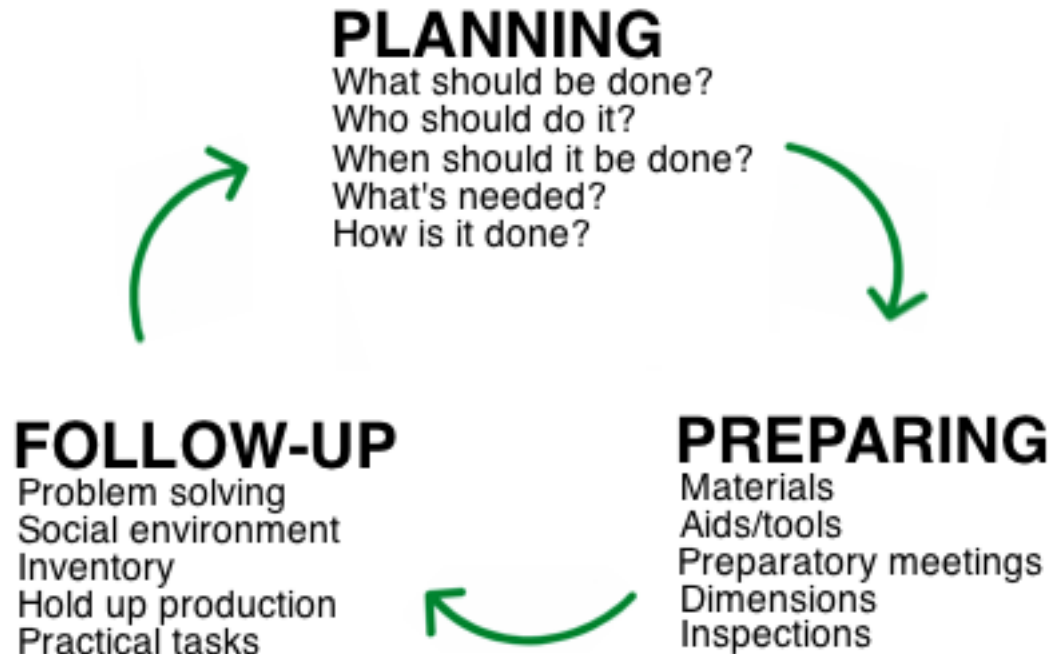 PLANNING
What should be done?
Who should do it?
When should it be done?
What's needed?
How is it done?
FOLLOW-UP
Problem solving
Social environment
Inventory
Hold up production
Practical tasks
PREPARING
Materials
Aids/tools
Preparatory meetings
Dimensions
Inspections